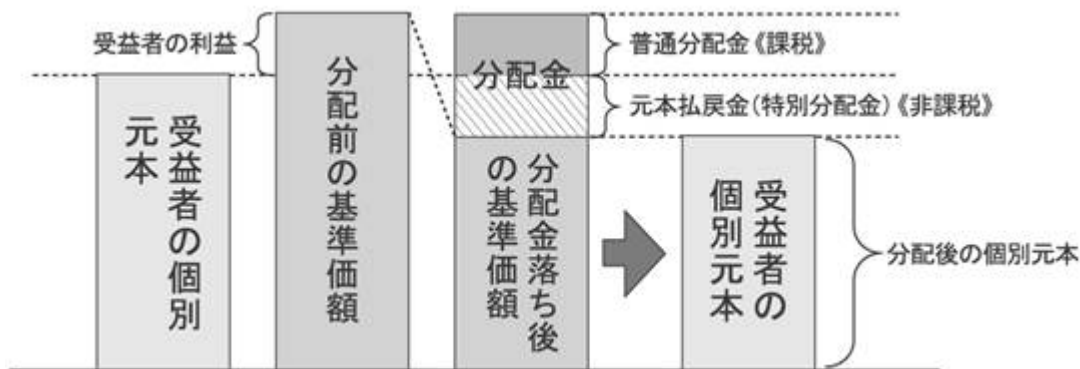 受益者の利益
受益者の個別
元本
分配前の基準価額
分配金
分配金落ち後
の基準価額
普通分配金《課税》
元本払戻金(特別分配金)《非課税》
受益者の
個別元本
分配後の個別元本